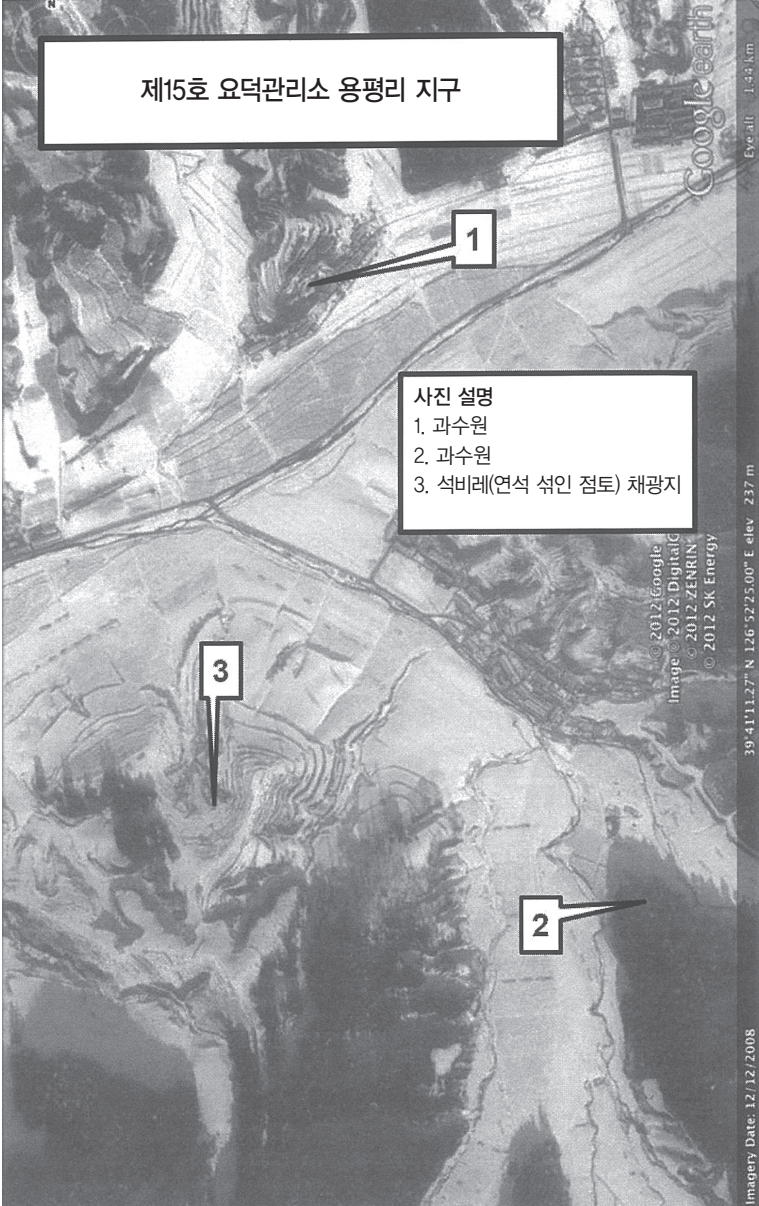 N
제15호 요덕관리소 용평리 지구
1
사진 설명
1. 과수원
2. 과수원
3. 석비레(연석 섞인 점토) 채광지
3
2
Google earth
© 2012 Google
Image © 2012 DigitalG
© 2012 ZENRIN
© 2012 SK Energy
Imagery Date: 12/12/2008
39°41'11.27" N 126°52'25.00" E elev 237 m
Eye alt 1.44 km